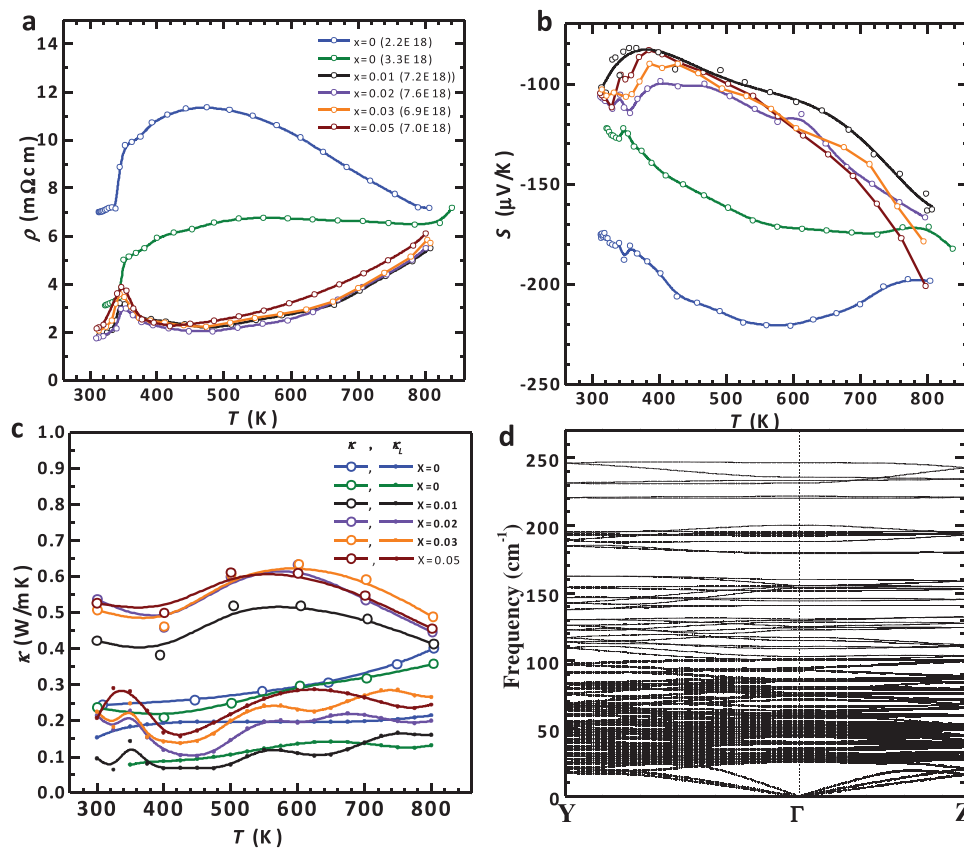 a
14
12
10
8
6
4
2
0
ρ (mΩcm)
x=0 (2.2E18)
x=0 (3.3E18)
x=0.01 (7.2E18))
x=0.02 (7.6E18)
x=0.03 (6.9E18)
x=0.05 (7.0E18)
300 400 500 600 700 800
T (K)
b
-100
-150
-200
-250
S (μV/K)
300 400 500 600 700 800
T (K)
c
1.0
0.9
0.8
0.7
0.6
0.5
0.4
0.3
0.2
0.1
0.0
κ (W/mK)
κ , κL
, X=0
, X=0
, X=0.01
, X=0.02
, X=0.03
, X=0.05
300 400 500 600 700 800
T (K)
d
250
200
150
100
50
0
Frequency (cm-1)
Y Γ Z